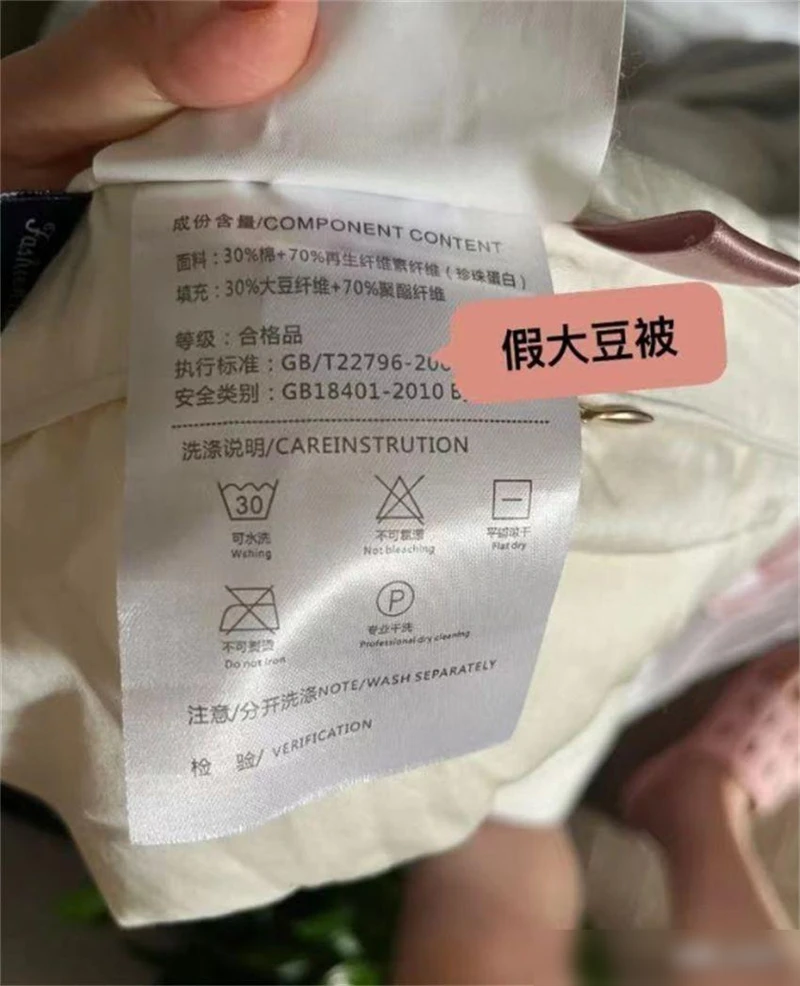 成份含量/COMPONENT CONTENT
面料：30%棉+70%再生纤维素纤维（珍珠蛋白）
填充：30%大豆纤维+70%聚酯纤维
等级：合格品
执行标准：GB/T22796-20
假大豆被
安全类别：GB18401-2010 B
洗涤说明/CAREINSTRUTION
30
可水洗
Wshing
不可氯漂
Not bleaching
平摊晾干
Flat dry
不可熨烫
Do not iron
P
专业干洗
Professional dry cleaning
注意/分开洗涤NOTE/WASH SEPARATELY
检 验/ VERIFICATION